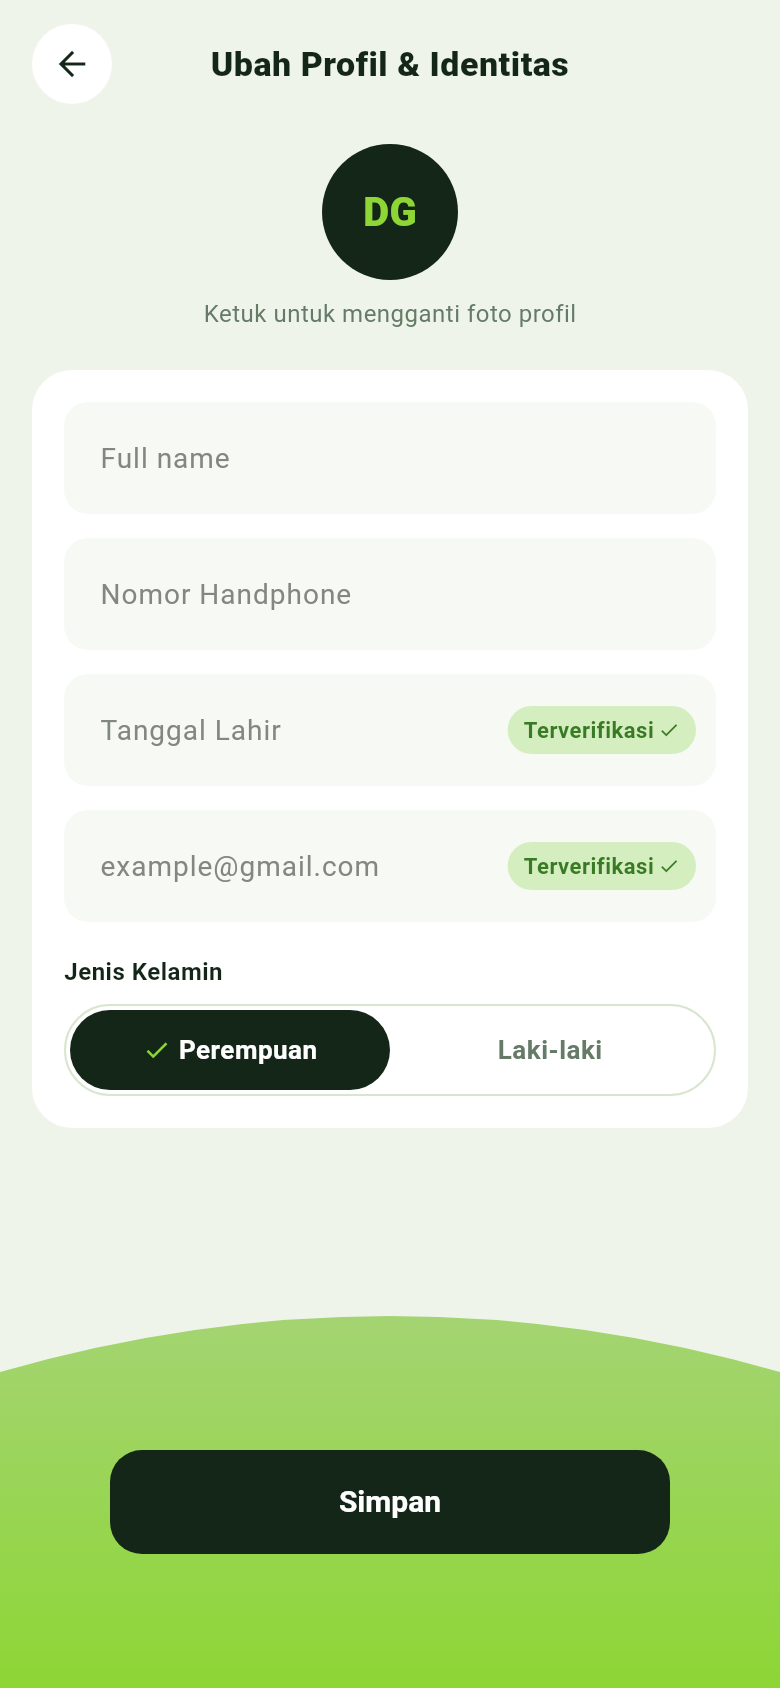 Ubah Profil & Identitas
DG
Ketuk untuk mengganti foto profil
Full name
Nomor Handphone
Tanggal Lahir
Terverifikasi ✓
example@gmail.com
Terverifikasi ✓
Jenis Kelamin
✓ Perempuan
Laki-laki
Simpan